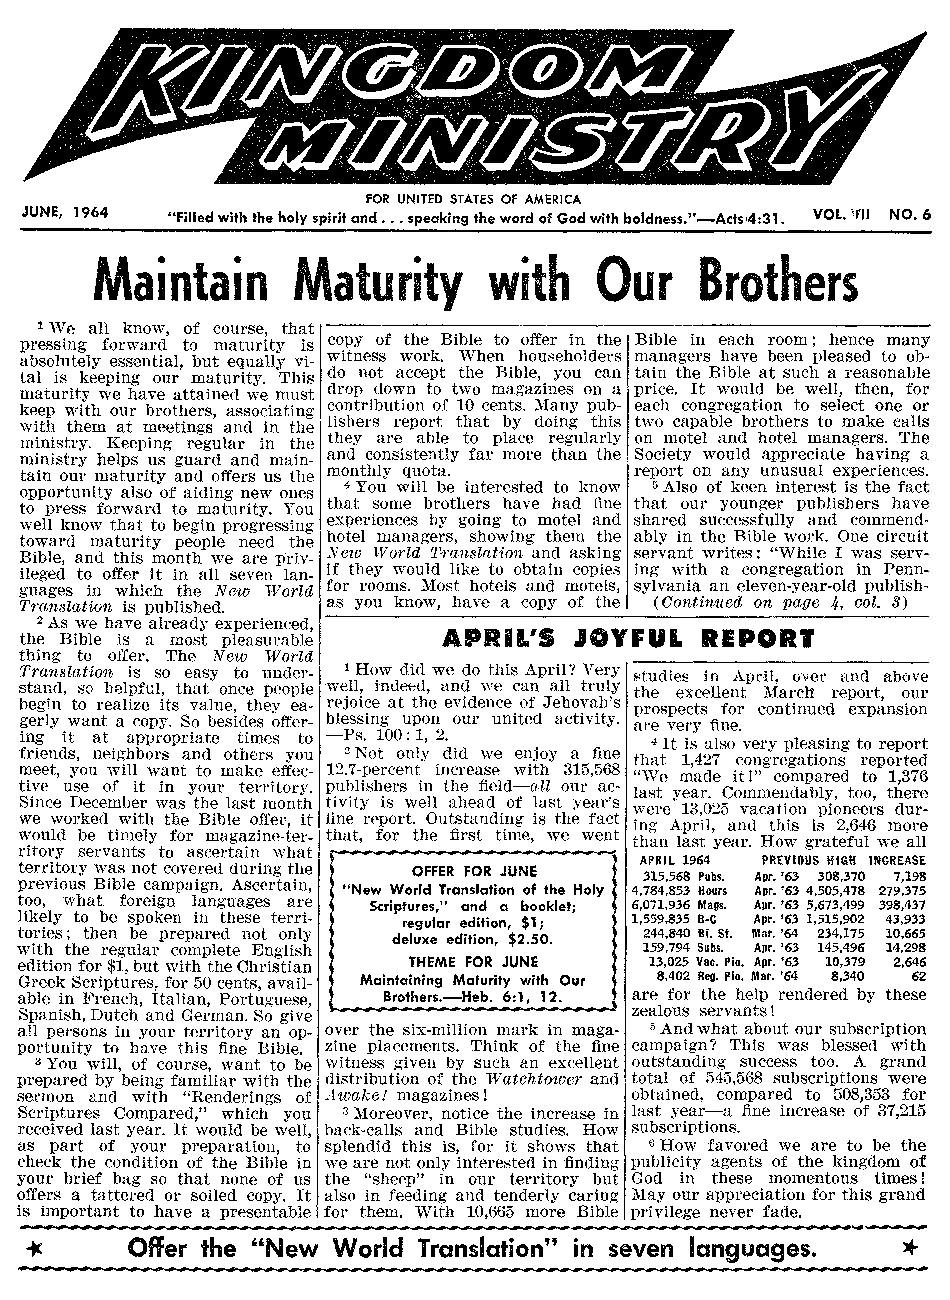 KINGDOM
MINISTRY
FOR UNITED STATES OF AMERICA
JUNE, 1964
"Filled with the holy spirit and . . . speaking the word of God with boldness."—Acts 4:31.
VOL. VII NO. 6
Maintain Maturity with Our Brothers
1 We all know, of course, that
pressing forward to maturity is
absolutely essential, but equally vi-
tal is keeping our maturity. This
maturity we have attained we must
keep with our brothers, associating
with them at meetings and in the
ministry. Keeping regular in the
ministry helps us guard and main-
tain our maturity and offers us the
opportunity also of aiding new ones
to press forward to maturity. You
well know that to begin progressing
toward maturity people need the
Bible, and this month we are priv-
ileged to offer it in all seven lan-
guages in which the New World
Translation is published.
2 As we have already experienced,
the Bible is a most pleasurable
thing to offer. The New World
Translation is so easy to under-
stand, so helpful, that once people
begin to realize its value, they ea-
gerly want a copy. So besides offer-
ing it at appropriate times to
friends, neighbors and others you
meet, you will want to make effec-
tive use of it in your territory.
Since December was the last month
we worked with the Bible offer, it
would be timely for magazine-ter-
ritory servants to ascertain what
territory was not covered during the
previous Bible campaign. Ascertain,
too, what foreign languages are
likely to be spoken in these terri-
tories; then be prepared not only
with the regular complete English
edition for $1, but with the Christian
Greek Scriptures, for 50 cents, avail-
able in French, Italian, Portuguese,
Spanish, Dutch and German. So give
all persons in your territory an op-
portunity to have this fine Bible.
3 You will, of course, want to be
prepared by being familiar with the
sermon and with "Renderings of
Scriptures Compared," which you
received last year. It would be well,
as part of your preparation, to
check the condition of the Bible in
your brief bag so that none of us
offers a tattered or soiled copy. It
is important to have a presentable
copy of the Bible to offer in the
witness work. When householders
do not accept the Bible, you can
drop down to two magazines on a
contribution of 10 cents. Many pub-
lishers report that by doing this
they are able to place regularly
and consistently far more than the
monthly quota.
4 You will be interested to know
that some brothers have had fine
experiences by going to motel and
hotel managers, showing them the
New World Translation and asking
if they would like to obtain copies
for rooms. Most hotels and motels,
as you know, have a copy of the
Bible in each room; hence many
managers have been pleased to ob-
tain the Bible at such a reasonable
price. It would be well, then, for
each congregation to select one or
two capable brothers to make calls
on motel and hotel managers. The
Society would appreciate having a
report on any unusual experiences.
5 Also of keen interest is the fact
that our younger publishers have
shared successfully and commend-
ably in the Bible work. One circuit
servant writes: "While I was serv-
ing with a congregation in Penn-
sylvania an eleven-year-old publish-
(Continued on page 4, col. 3)
APRIL'S JOYFUL REPORT
1 How did we do this April? Very
well, indeed, and we can all truly
rejoice at the evidence of Jehovah's
blessing upon our united activity.
—Ps. 100:1, 2.
2 Not only did we enjoy a fine
12.7-percent increase with 315,568
publishers in the field—all our ac-
tivity is well ahead of last year's
fine report. Outstanding is the fact
that, for the first time, we went
OFFER FOR JUNE
"New World Translation of the Holy
Scriptures," and a booklet;
regular edition, $1;
deluxe edition, $2.50.
THEME FOR JUNE
Maintaining Maturity with Our
Brothers.—Heb. 6:1, 12.
over the six-million mark in maga-
zine placements. Think of the fine
witness given by such an excellent
distribution of the Watchtower and
Awake! magazines!
3 Moreover, notice the increase in
back-calls and Bible studies. How
splendid this is, for it shows that
we are not only interested in finding
the "sheep" in our territory but
also in feeding and tenderly caring
for them. With 10,665 more Bible
studies in April, over and above
the excellent March report, our
prospects for continued expansion
are very fine.
4 It is also very pleasing to report
that 1,427 congregations reported
"We made it!" compared to 1,376
last year. Commendably, too, there
were 13,025 vacation pioneers dur-
ing April, and this is 2,646 more
than last year. How grateful we all
APRIL 1964 PREVIOUS HIGH INCREASE
315,568 Pubs. Apr. '63 308,370 7,198
4,784,853 Hours Apr. '63 4,505,478 279,375
6,071,936 Mags. Apr. '63 5,673,499 398,437
1,559,835 B-C Apr. '63 1,515,902 43,933
244,840 Bi. St. Mar. '64 234,175 10,665
159,794 Subs. Apr. '63 145,496 14,298
13,025 Vac. Pio. Apr. '63 10,379 2,646
8,402 Reg. Pio. Mar. '64 8,340 62
are for the help rendered by these
zealous servants!
5 And what about our subscription
campaign? This was blessed with
outstanding success too. A grand
total of 545,568 subscriptions were
obtained, compared to 508,353 for
last year—a fine increase of 37,215
subscriptions.
6 How favored we are to be the
publicity agents of the kingdom of
God in these momentous times!
May our appreciation for this grand
privilege never fade.
★ Offer the "New World Translation" in seven languages. ★